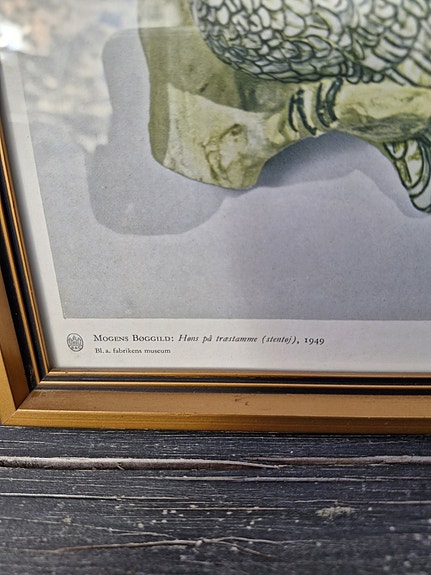 Mogens Bøggild: Høns på træstamme (stentøj), 1949
Bl. a. fabrikens museum